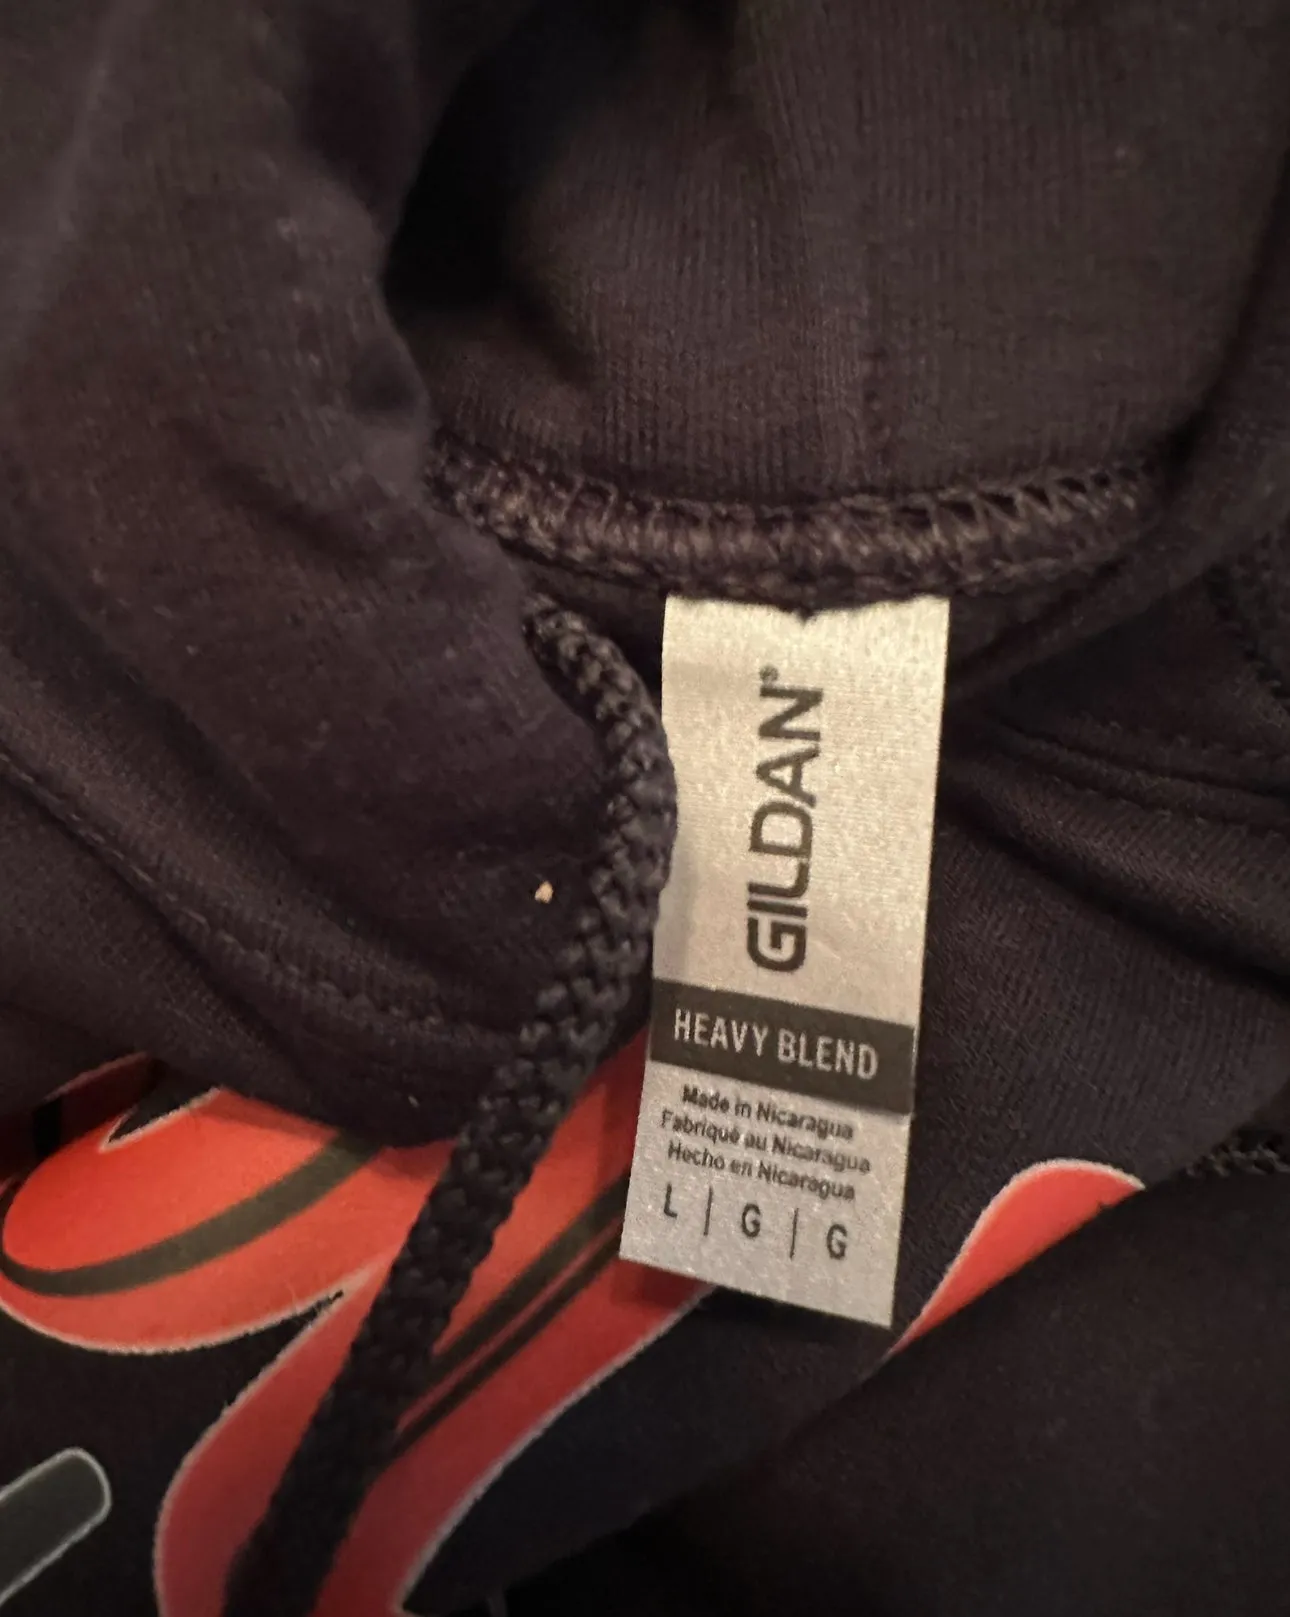 GILDAN®
HEAVY BLEND
Made in Nicaragua
Fabriqué au Nicaragua
Hecho en Nicaragua
L | G | G